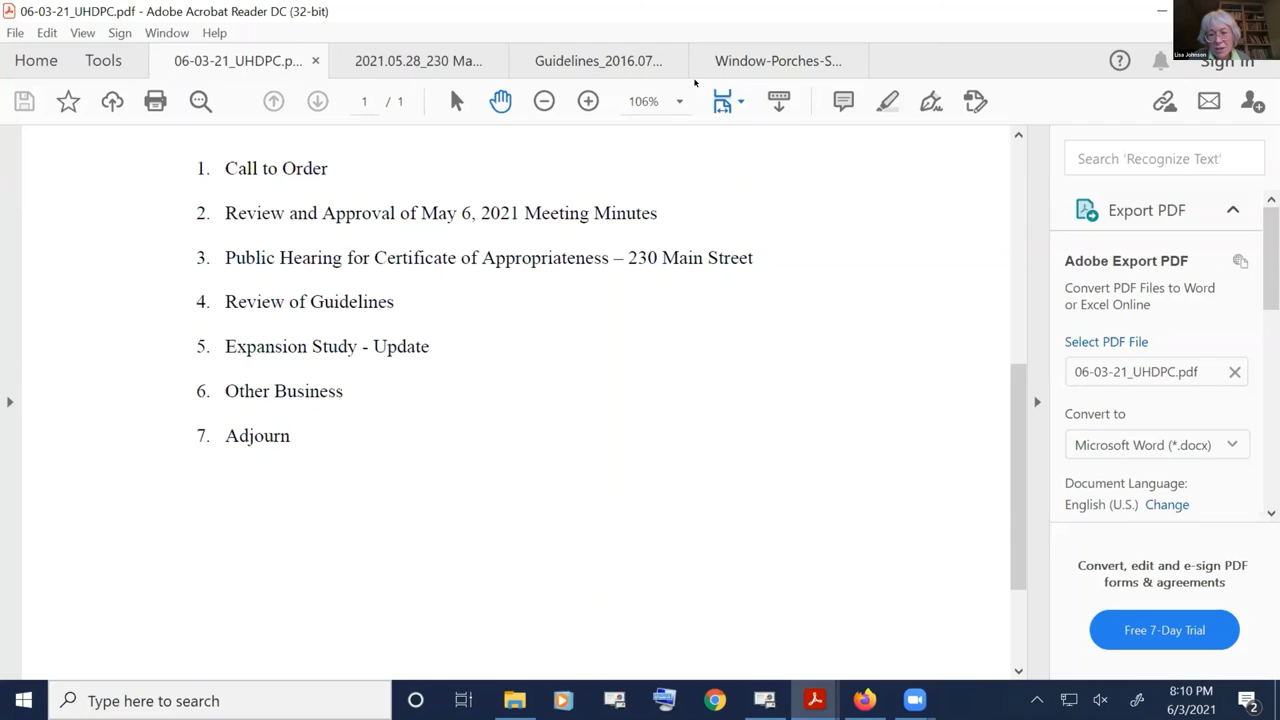 06-03-21_UHDPC.pdf - Adobe Acrobat Reader DC (32-bit)
File Edit View Sign Window Help
Home Tools 06-03-21_UHDPC.p... × 2021.05.28_230 Ma... Guidelines_2016.07... Window-Porches-S... Sign In
Lisa Johnson
1 / 1 106%
1. Call to Order
2. Review and Approval of May 6, 2021 Meeting Minutes
3. Public Hearing for Certificate of Appropriateness – 230 Main Street
4. Review of Guidelines
5. Expansion Study - Update
6. Other Business
7. Adjourn
Search 'Recognize Text'
Export PDF
Adobe Export PDF
Convert PDF Files to Word
or Excel Online
Select PDF File
06-03-21_UHDPC.pdf
Convert to
Microsoft Word (*.docx)
Document Language:
English (U.S.) Change
Convert, edit and e-sign PDF
forms & agreements
Free 7-Day Trial
Type here to search
8:10 PM
6/3/2021
2